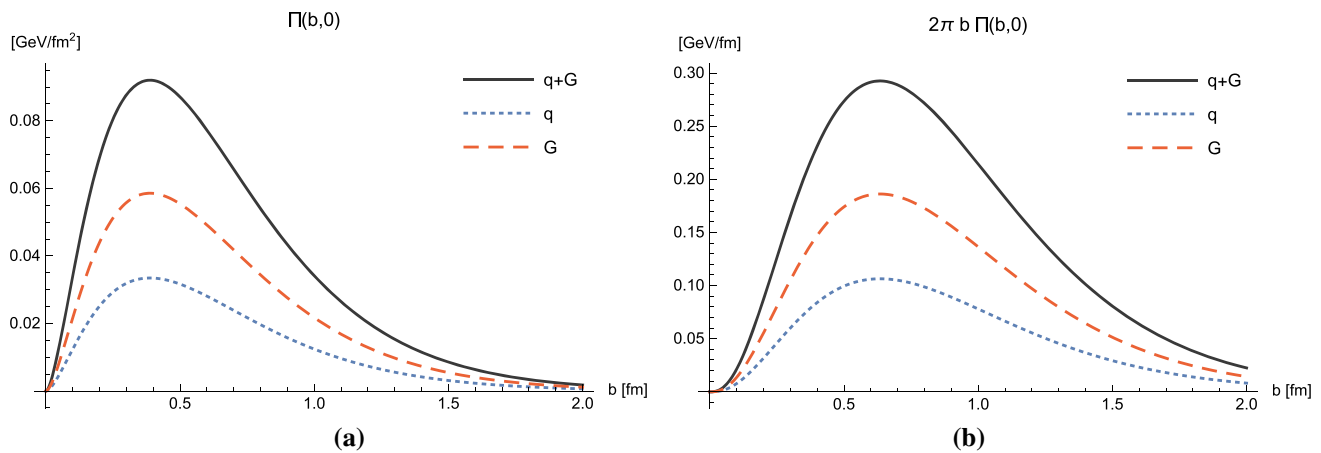 Π(b,0)
[GeV/fm²]
q+G
q
G
0.08
0.06
0.04
0.02
0.5
1.0
1.5
2.0
b [fm]
(a)
2π b Π(b,0)
[GeV/fm]
q+G
q
G
0.30
0.25
0.20
0.15
0.10
0.05
0.5
1.0
1.5
2.0
b [fm]
(b)